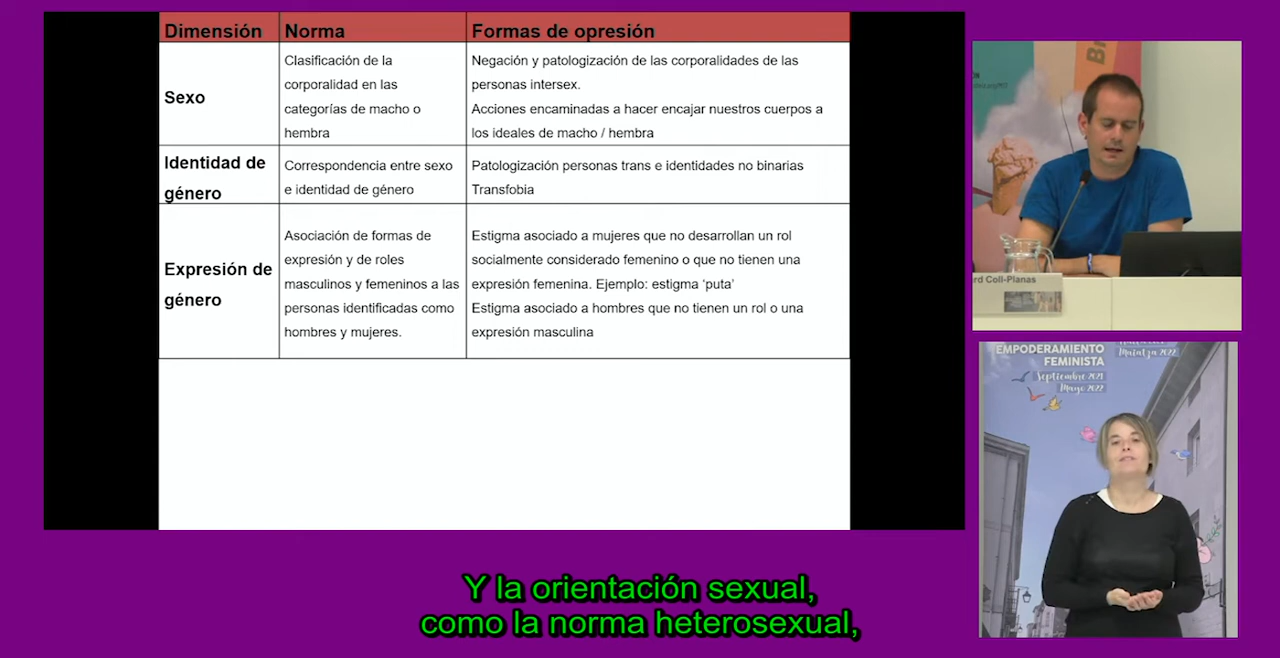 Dimensión
Norma
Formas de opresión
Sexo
Clasificación de la
corporalidad en las
categorías de macho o
hembra
Negación y patologización de las corporalidades de las
personas intersex.
Acciones encaminadas a hacer encajar nuestros cuerpos a
los ideales de macho / hembra
Identidad de
género
Correspondencia entre sexo
e identidad de género
Patologización personas trans e identidades no binarias
Transfobia
Expresión de
género
Asociación de formas de
expresión y de roles
masculinos y femeninos a las
personas identificadas como
hombres y mujeres.
Estigma asociado a mujeres que no desarrollan un rol
socialmente considerado femenino o que no tienen una
expresión femenina. Ejemplo: estigma ‘puta’
Estigma asociado a hombres que no tienen un rol o una
expresión masculina
rd Coll-Planas
EMPODERAMIENTO
FEMINISTA
Septiembre 2021
Mayo 2022
Maiatza 2022
Y la orientación sexual,
como la norma heterosexual,